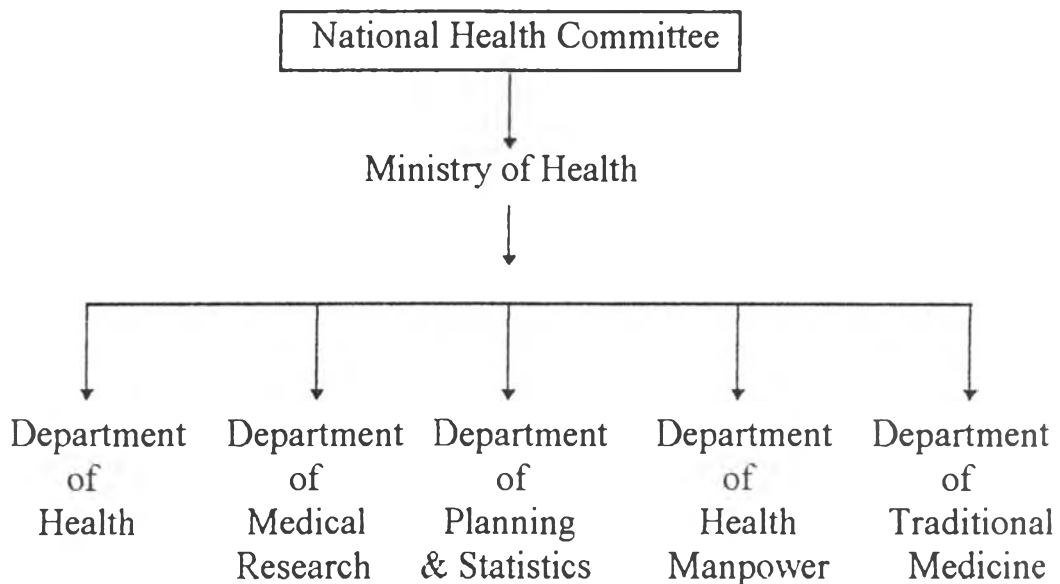 National Health Committee
Ministry of Health
Department
of
Health
Department
of
Medical
Research
Department
of
Planning
& Statistics
Department
of
Health
Manpower
Department
of
Traditional
Medicine